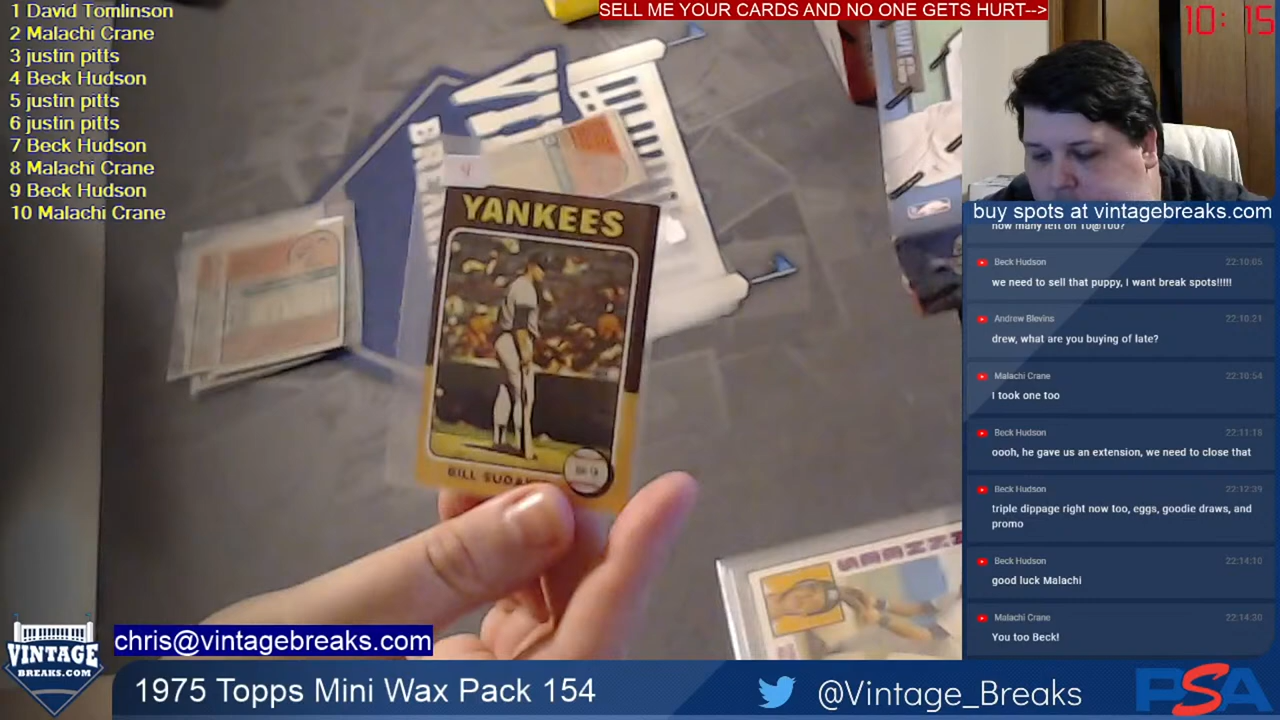 1 David Tomlinson
2 Malachi Crane
3 justin pitts
4 Beck Hudson
5 justin pitts
6 justin pitts
7 Beck Hudson
8 Malachi Crane
9 Beck Hudson
10 Malachi Crane
SELL ME YOUR CARDS AND NO ONE GETS HURT-->
10:15
YANKEES
BILL
buy spots at vintagebreaks.com
how many left on 10@100?
Beck Hudson 22:10:05
we need to sell that puppy, I want break spots!!!!!
Andrew Blevins 22:10:21
drew, what are you buying of late?
Malachi Crane 22:10:54
I took one too
Beck Hudson 22:11:18
oooh, he gave us an extension, we need to close that
Beck Hudson 22:12:39
triple dippage right now too, eggs, goodie draws, and
promo
Beck Hudson 22:14:10
good luck Malachi
Malachi Crane 22:14:30
You too Beck!
chris@vintagebreaks.com
VINTAGE
BREAKS.COM
1975 Topps Mini Wax Pack 154
@Vintage_Breaks
PSA